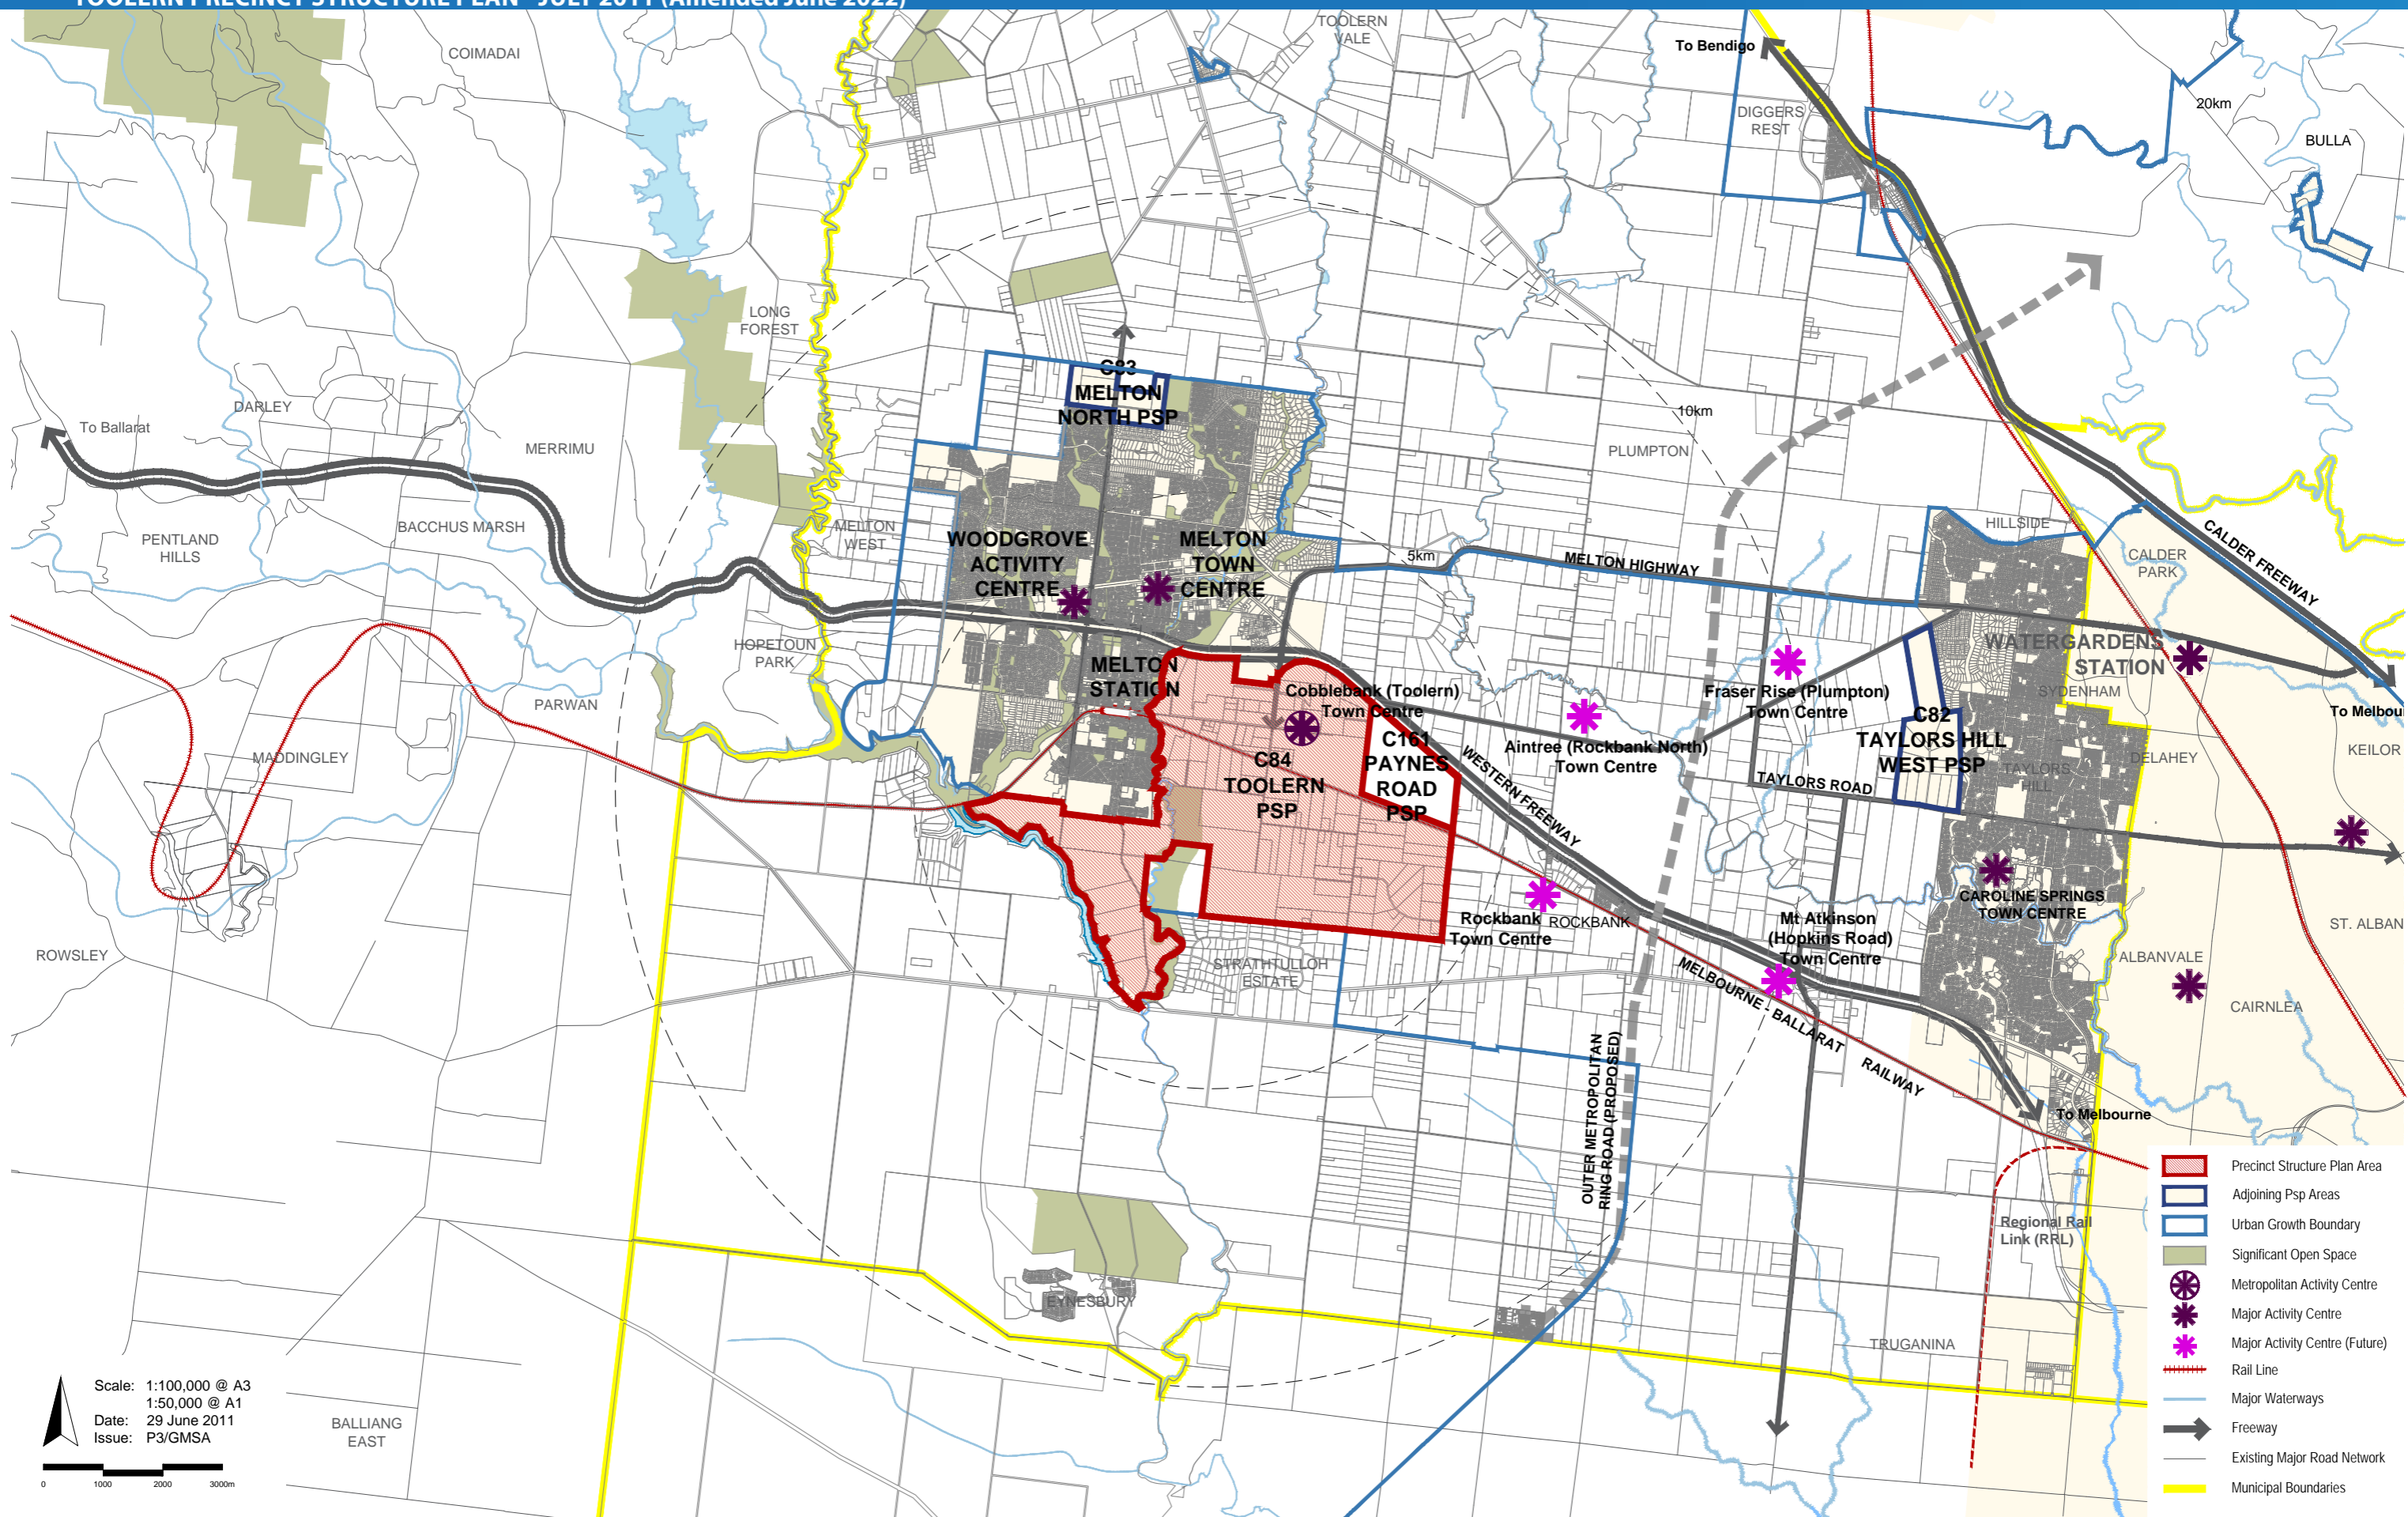 TOOLERN PRECINCT STRUCTURE PLAN - JULY 2011 (Amended June 2022)
COIMADAI
TOOLERN
VALE
To Bendigo
DIGGERS
REST
20km
BULLA
LONG
FOREST
C83
MELTON
NORTH PSP
DARLEY
To Ballarat
MERRIMU
10km
PLUMPTON
BACCHUS MARSH
PENTLAND
HILLS
MELTON
WEST
WOODGROVE
ACTIVITY
CENTRE
MELTON
TOWN
CENTRE
5km
MELTON HIGHWAY
HILLSIDE
CALDER
PARK
CALDER FREEWAY
HOPETOUN
PARK
MELTON
STATION
WATERGARDENS
STATION
SYDENHAM
Cobblebank (Toolern)
Town Centre
Fraser Rise (Plumpton)
Town Centre
PARWAN
C82
TAYLORS HILL
WEST PSP
To Melbou
KEILOR
DELAHEY
TAYLORS
HILL
MADDINGLEY
C84
TOOLERN
PSP
C161
PAYNES
ROAD
PSP
Aintree (Rockbank North)
Town Centre
WESTERN FREEWAY
TAYLORS ROAD
CAROLINE SPRINGS
TOWN CENTRE
Rockbank
Town Centre
ROCKBANK
Mt Atkinson
(Hopkins Road)
Town Centre
ST. ALBAN
ROWSLEY
STRATHTULLOH
ESTATE
ALBANVALE
CAIRNLEA
MELBOURNE - BALLARAT RAILWAY
OUTER METROPOLITAN
RING ROAD (PROPOSED)
To Melbourne
Regional Rail
Link (RRL)
EYNESBURY
TRUGANINA
BALLIANG
EAST
Scale: 1:100,000 @ A3
1:50,000 @ A1
Date: 29 June 2011
Issue: P3/GMSA
0 1000 2000 3000m
Precinct Structure Plan Area
Adjoining Psp Areas
Urban Growth Boundary
Significant Open Space
Metropolitan Activity Centre
Major Activity Centre
Major Activity Centre (Future)
Rail Line
Major Waterways
Freeway
Existing Major Road Network
Municipal Boundaries